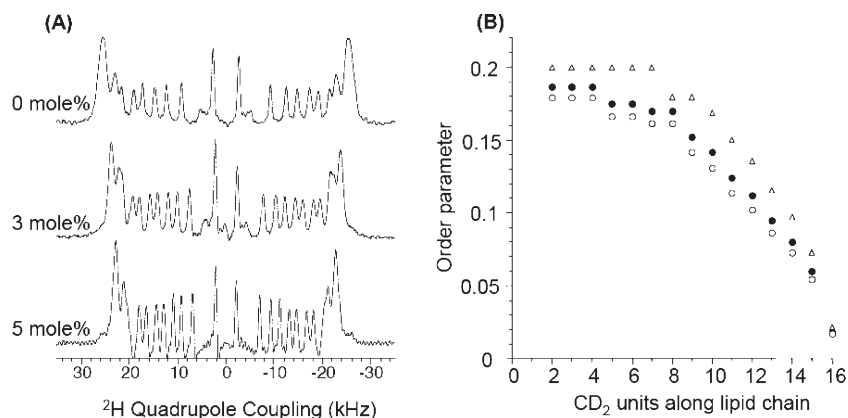 (A)
0 mole%
3 mole%
5 mole%
30 20 10 0 -10 -20 -30
²H Quadrupole Coupling (kHz)
(B)
0.2
0.15
0.1
0.05
0
Order parameter
0 2 4 6 8 10 12 14 16
CD₂ units along lipid chain